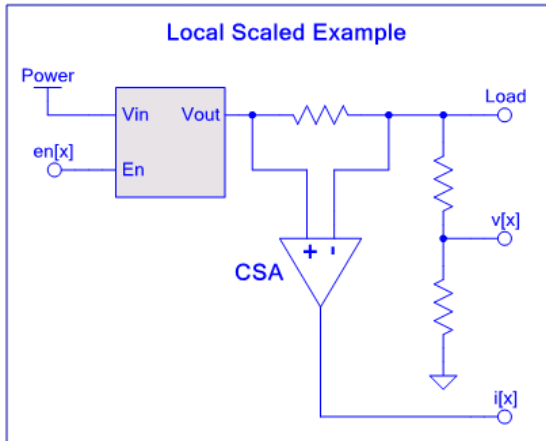 Local Scaled Example
Power
Vin
Vout
Load
en[x]
En
v[x]
+ -
CSA
i[x]